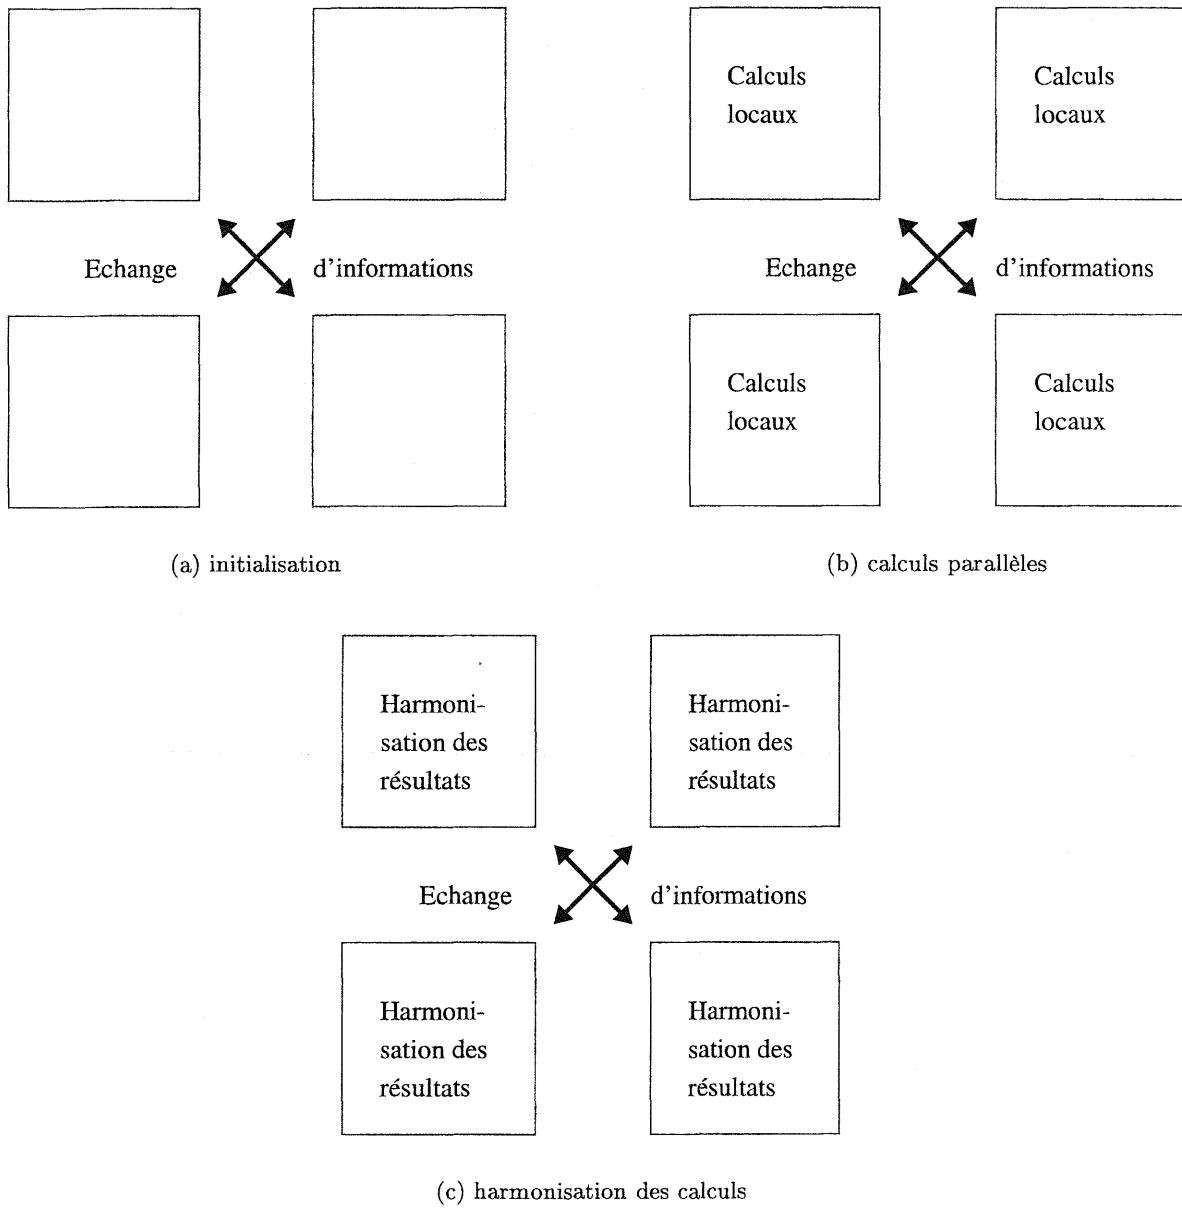 Calculs
locaux
Calculs
locaux
Echange
d'informations
Echange
d'informations
Calculs
locaux
Calculs
locaux
(a) initialisation
(b) calculs parallèles
Harmoni-
sation des
résultats
Harmoni-
sation des
résultats
Echange
d'informations
Harmoni-
sation des
résultats
Harmoni-
sation des
résultats
(c) harmonisation des calculs